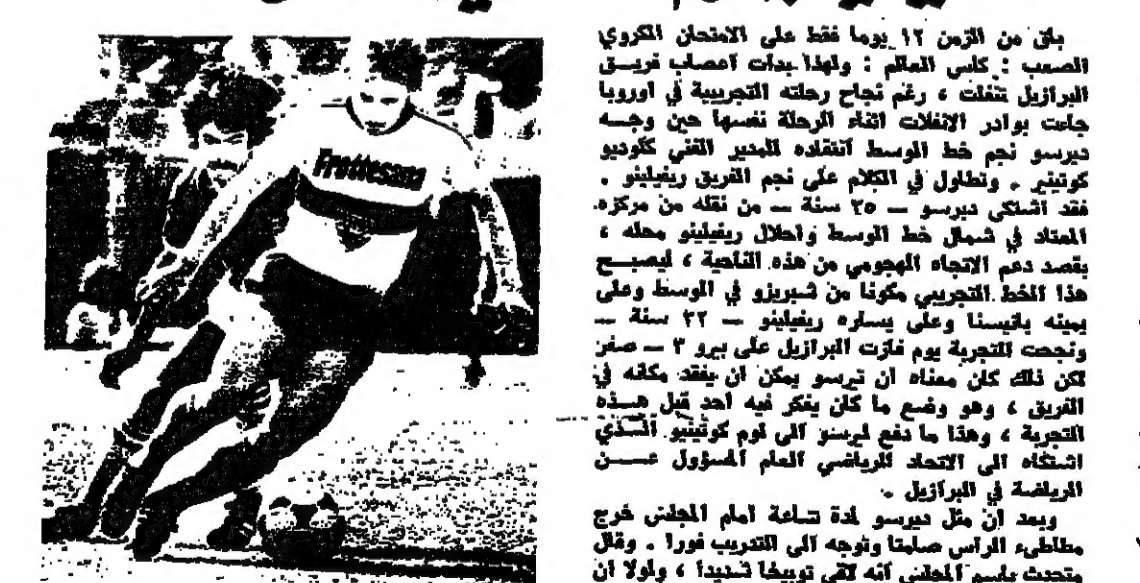 Frottesana
باق من الزمن ١٢ يوما فقط على الامتحان الكروي
الصعب : كاس العالم : ولهذا بدات اعصاب فريق
البرازيل تتفلت ، رغم نجاح رحلته التجريبية في اوروبا
جاءت بوادر الانفلات اثناء الرحلة نفسها حين وجه
ديرسو نجم خط الوسط انتقاده للمدير الفني كلوديو
كوتينيو . وتطاول في الكلام على نجم الفريق ريفيلينو .
فقد اشتكى ديرسو — ٢٥ سنة — من نقله من مركزه
المعتاد في شمال خط الوسط واحلال ريفيلينو محله ،
بقصد دعم الاتجاه الهجومي من هذه الناحية ، ليصبح
هذا الخط التجريبي مكونا من شيريزو في الوسط وعلى
يمينه باتيستا وعلى يساره ريفيلينو — ٣٢ سنة —
ونجحت التجربة يوم فازت البرازيل على بيرو ٣ — صفر
لكن ذلك كان معناه ان ديرسو يمكن ان يفقد مكانه في
الفريق ، وهو وضع ما كان يفكر فيه احد قبل هذه
التجربة ، وهذا ما دفع ديرسو الى لوم كوتينيو الذي
اشتكاه الى الاتحاد الرياضي العام المسؤول عن
الرياضة في البرازيل .
وبعد ان مثل ديرسو لمدة ساعة امام المجلس خرج
مطاطىء الراس صامتا وتوجه الى التدريب فورا . وقال
متحدث باسم المجلس انه لقى توبيخا شديدا ، ولولا ان